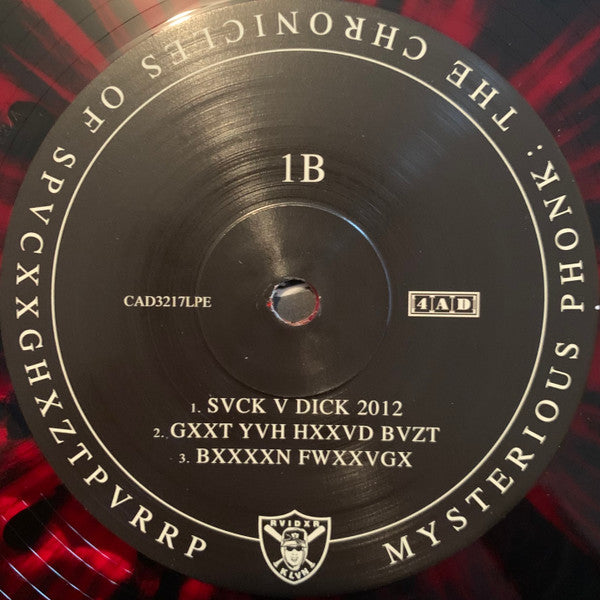 MYSTERIOUS PHONK: THE CHRONICLES OF SPVCXXGHXZTPVRRP
1B
CAD3217LPE
4AD
1. SVCK V DICK 2012
2. GXXT YVH HXXVD BVZT
3. BXXXXN FWXXVGX
RVIDXR
KLVN